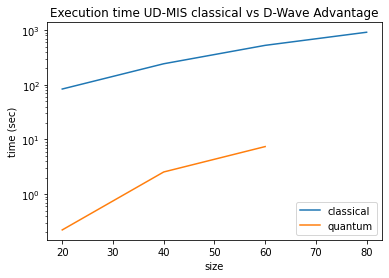 Execution time UD-MIS classical vs D-Wave Advantage
10³
10²
10¹
10⁰
time (sec)
20 30 40 50 60 70 80
size
classical
quantum